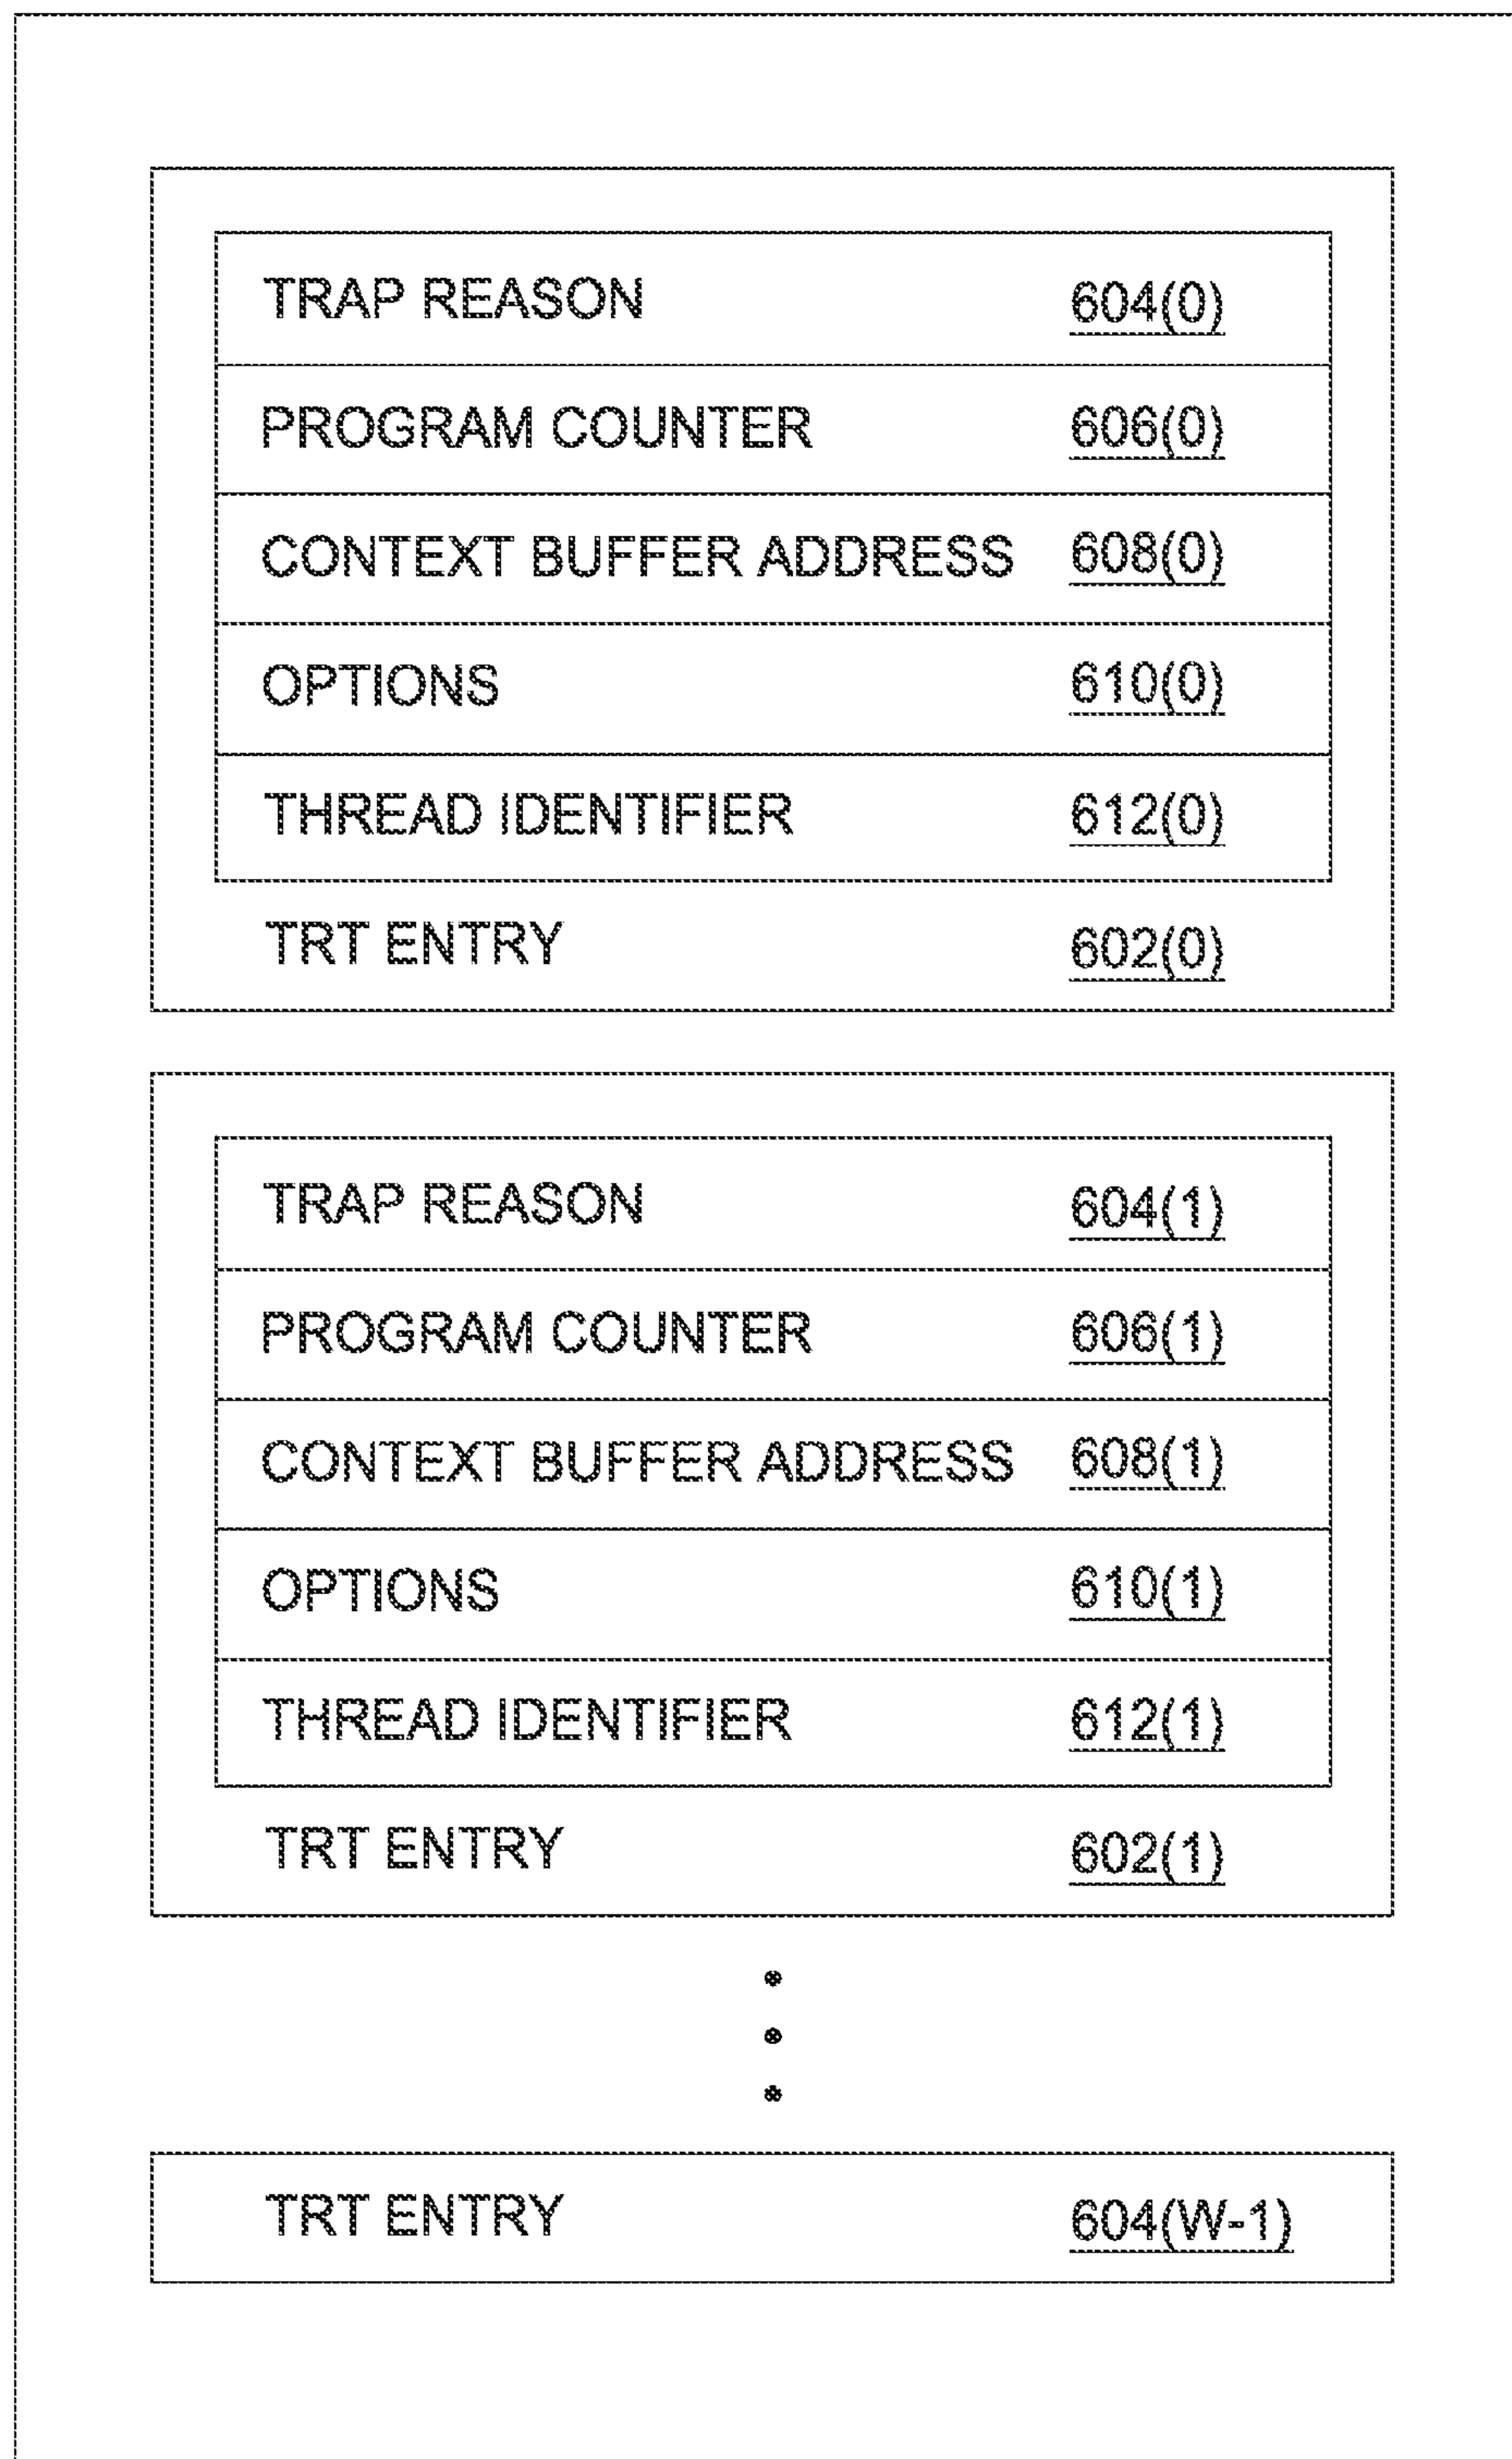 TRAP REASON 604(0)
PROGRAM COUNTER 606(0)
CONTEXT BUFFER ADDRESS 608(0)
OPTIONS 610(0)
THREAD IDENTIFIER 612(0)
TRT ENTRY 602(0)
TRAP REASON 604(1)
PROGRAM COUNTER 606(1)
CONTEXT BUFFER ADDRESS 608(1)
OPTIONS 610(1)
THREAD IDENTIFIER 612(1)
TRT ENTRY 602(1)
TRT ENTRY 604(W-1)